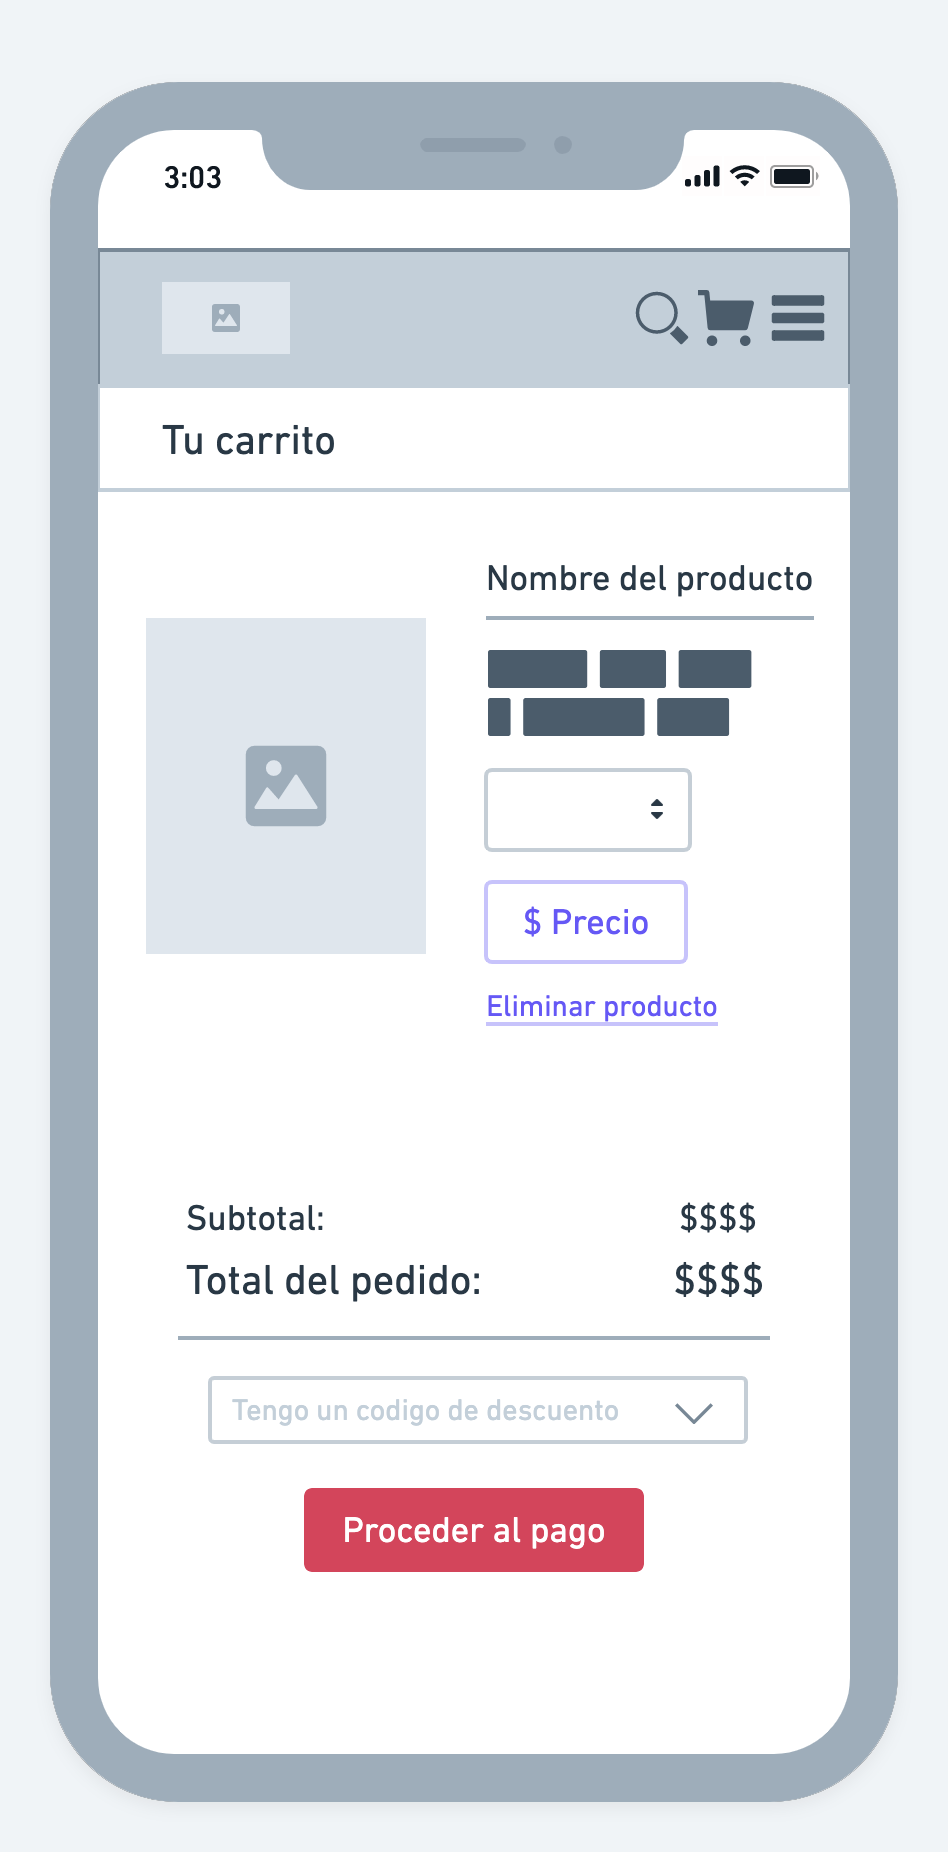 3:03
Tu carrito
Nombre del producto
$ Precio
Eliminar producto
Subtotal: $$$$
Total del pedido: $$$$
Tengo un codigo de descuento
Proceder al pago